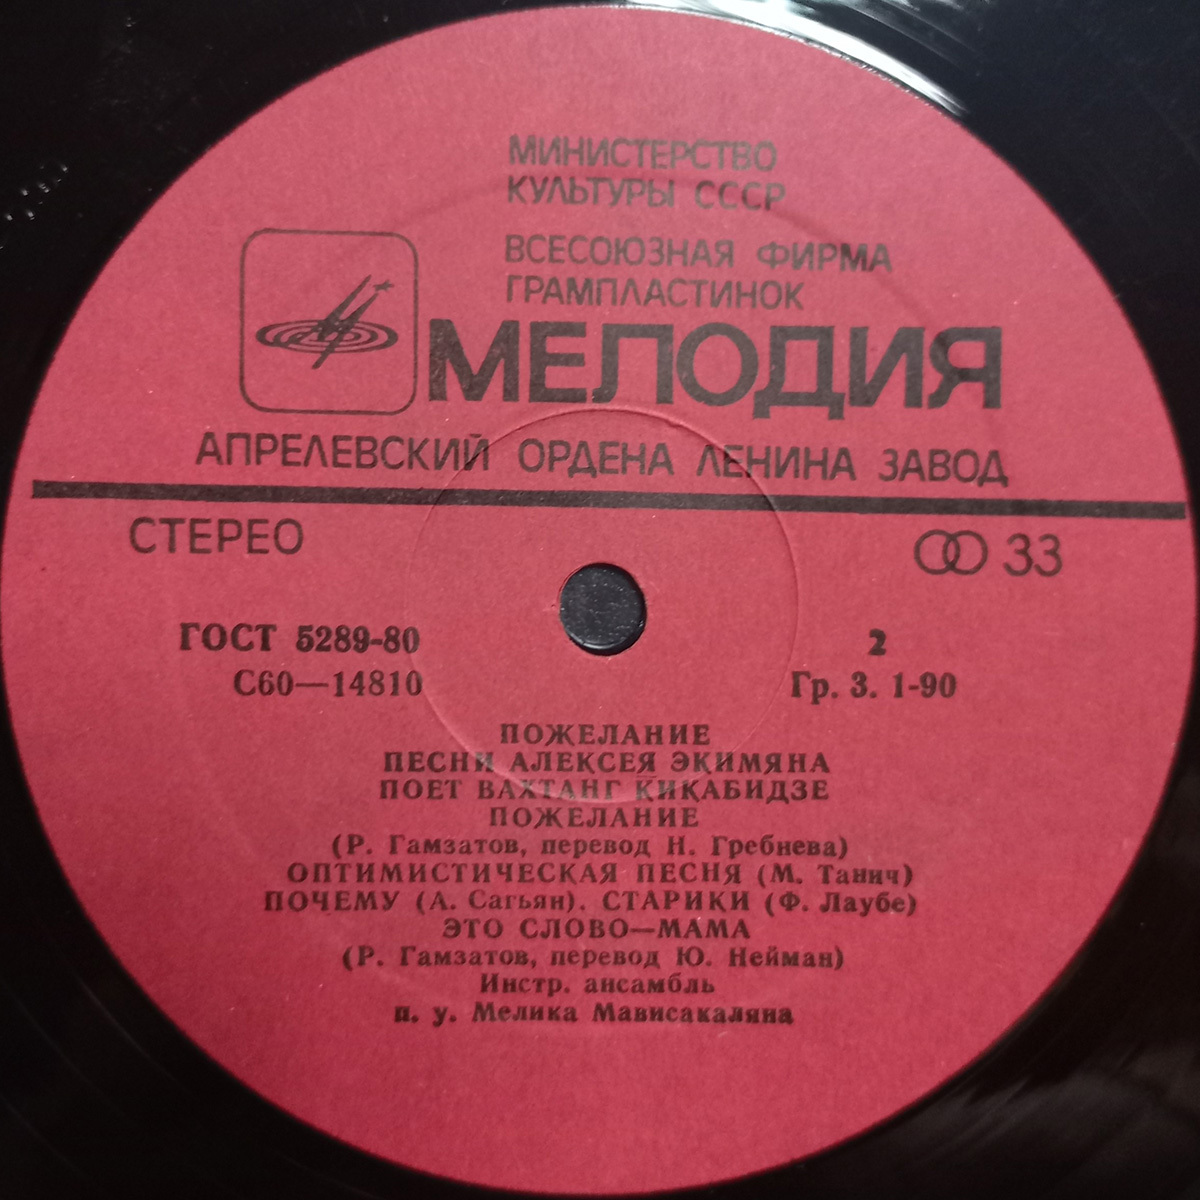 МИНИСТЕРСТВО
КУЛЬТУРЫ СССР
ВСЕСОЮЗНАЯ ФИРМА
ГРАМПЛАСТИНОК
МЕЛОДИЯ
АПРЕЛЕВСКИЙ ОРДЕНА ЛЕНИНА ЗАВОД
СТЕРЕО 33
ГОСТ 5289-80 2
С60—14810 Гр. 3. 1-90
ПОЖЕЛАНИЕ
ПЕСНИ АЛЕКСЕЯ ЭКИМЯНА
ПОЕТ ВАХТАНГ КИКАБИДЗЕ
ПОЖЕЛАНИЕ
(Р. Гамзатов, перевод Н. Гребнева)
ОПТИМИСТИЧЕСКАЯ ПЕСНЯ (М. Танич)
ПОЧЕМУ (А. Сагьян). СТАРИКИ (Ф. Лаубе)
ЭТО СЛОВО—МАМА
(Р. Гамзатов, перевод Ю. Нейман)
Инстр. ансамбль
п. у. Мелика Мависакаляна